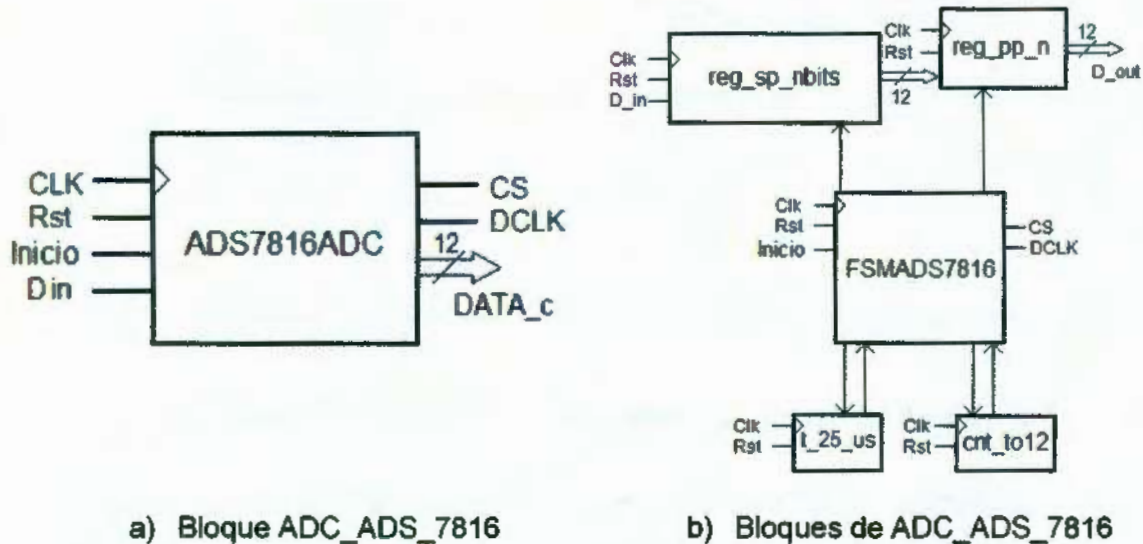 CLK
Rst
Inicio
Din
ADS7816ADC
CS
DCLK
12
DATA_c
a) Bloque ADC_ADS_7816
Clk
Rst
D_in
reg_sp_nbits
12
Clk
Rst
reg_pp_n
12
D_out
Clk
Rst
Inicio
FSMADS7816
CS
DCLK
Clk
Rst
t_25_us
Clk
Rst
cnt_to12
b) Bloques de ADC_ADS_7816